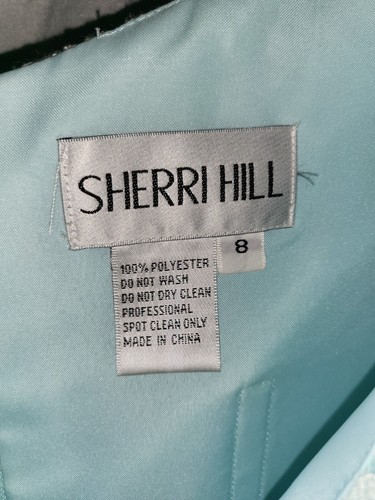 SHERRI HILL
8
100% POLYESTER
DO NOT WASH
DO NOT DRY CLEAN
PROFESSIONAL
SPOT CLEAN ONLY
MADE IN CHINA